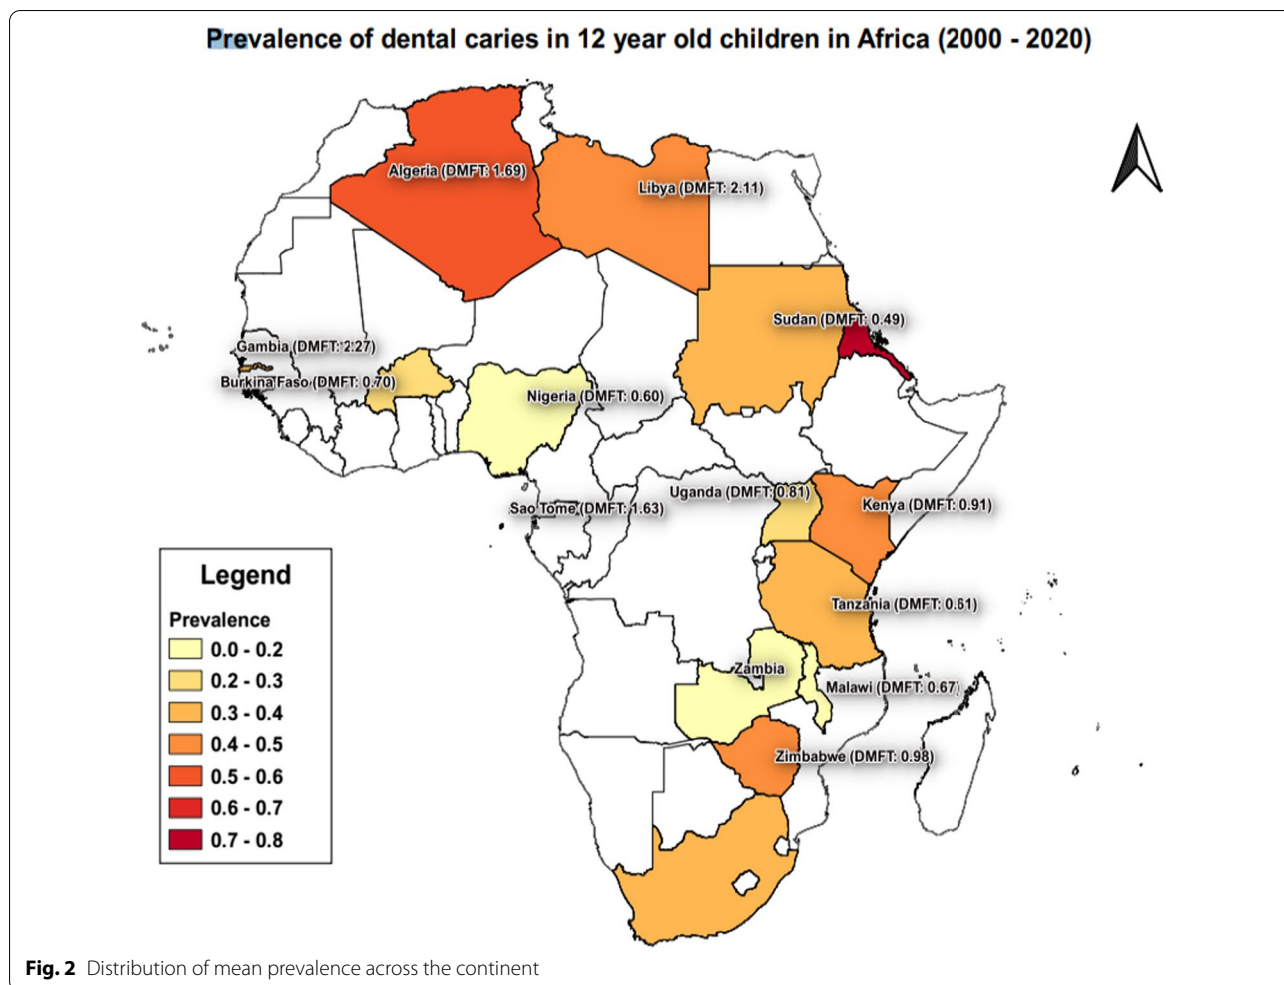 Prevalence of dental caries in 12 year old children in Africa (2000 - 2020)
Algeria (DMFT: 1.69)
Libya (DMFT: 2.11)
Sudan (DMFT: 0.49)
Gambia (DMFT: 2.27)
Burkina Faso (DMFT: 0.70)
Nigeria (DMFT: 0.60)
Uganda (DMFT: 0.81)
Kenya (DMFT: 0.91)
Sao Tome (DMFT: 1.63)
Tanzania (DMFT: 0.61)
Zambia
Malawi (DMFT: 0.67)
Zimbabwe (DMFT: 0.98)
Legend
Prevalence
0.0 - 0.2
0.2 - 0.3
0.3 - 0.4
0.4 - 0.5
0.5 - 0.6
0.6 - 0.7
0.7 - 0.8
Fig. 2 Distribution of mean prevalence across the continent